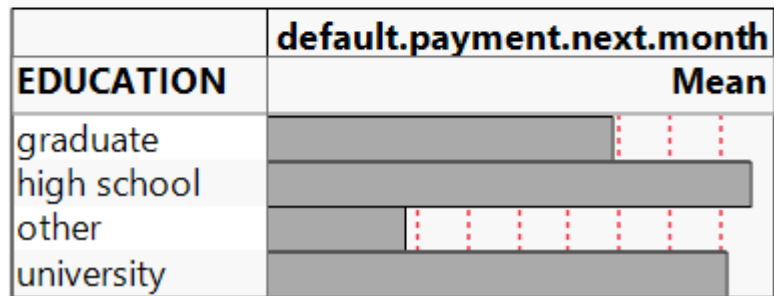 default.payment.next.month
EDUCATION Mean
graduate
high school
other
university